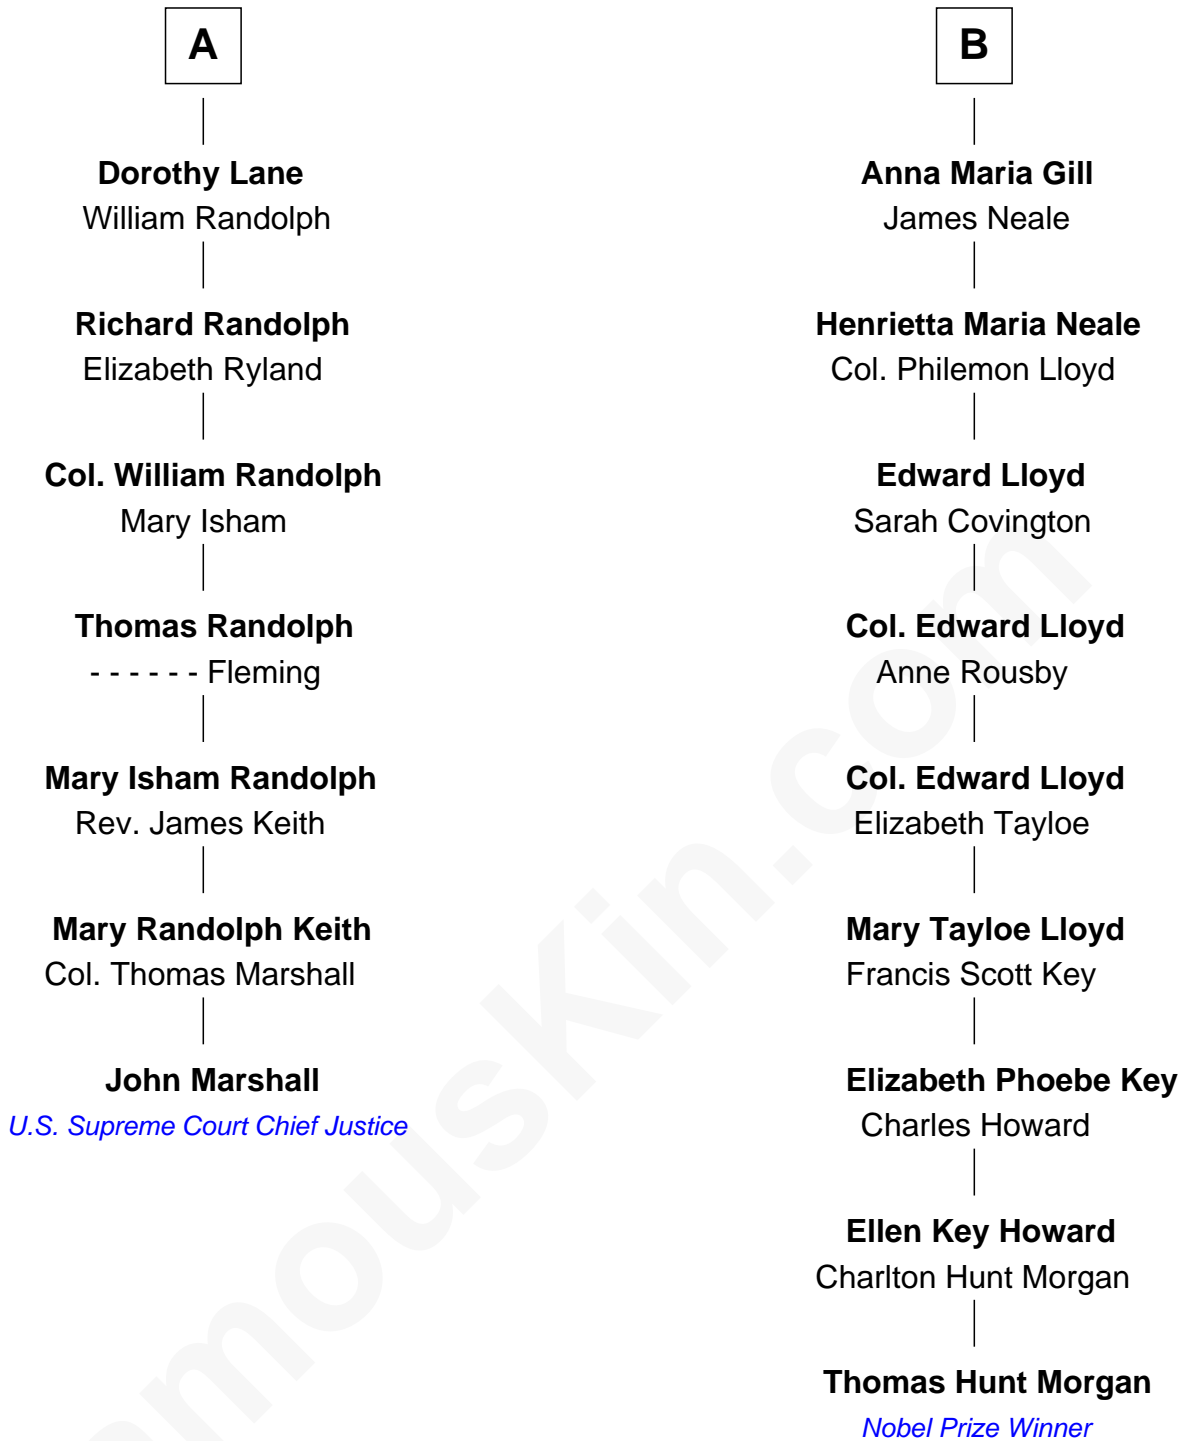 A
Dorothy Lane
William Randolph
Richard Randolph
Elizabeth Ryland
Col. William Randolph
Mary Isham
Thomas Randolph
- - - - - - Fleming
Mary Isham Randolph
Rev. James Keith
Mary Randolph Keith
Col. Thomas Marshall
John Marshall
U.S. Supreme Court Chief Justice
B
Anna Maria Gill
James Neale
Henrietta Maria Neale
Col. Philemon Lloyd
Edward Lloyd
Sarah Covington
Col. Edward Lloyd
Anne Rousby
Col. Edward Lloyd
Elizabeth Tayloe
Mary Tayloe Lloyd
Francis Scott Key
Elizabeth Phoebe Key
Charles Howard
Ellen Key Howard
Charlton Hunt Morgan
Thomas Hunt Morgan
Nobel Prize Winner
amouskin.com